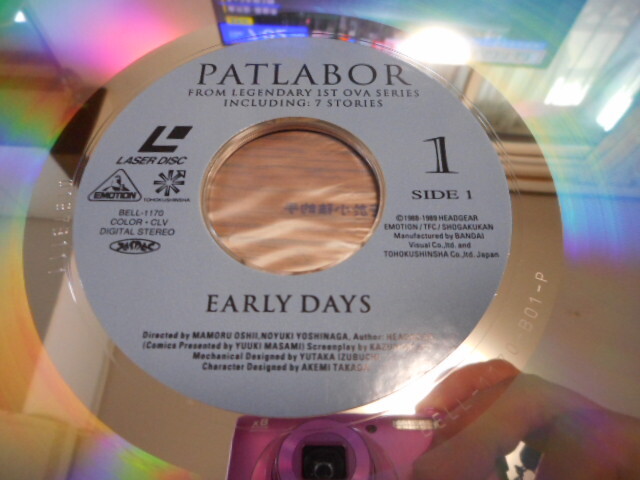 PATLABOR
FROM LEGENDARY 1ST OVA SERIES
INCLUDING: 7 STORIES
LASER DISC
EMOTION
TOHOKUSHINSHA
BELL-1170
COLOR • CLV
DIGITAL STEREO
1
SIDE 1
©1988-1989 HEADGEAR
EMOTION / TFC / SHOGAKUKAN
Manufactured by BANDAI
Visual Co.,ltd. and
TOHOKUSHINSHA Co.,ltd. Japan.
EARLY DAYS
Directed by MAMORU OSHII,NOYUKI YOSHINAGA, Author:
(Comics Presented by YUUKI MASAMI) Screenplay by
Mechanical Designed by YUTAKA
Character Designed by AKEMI
B01-P